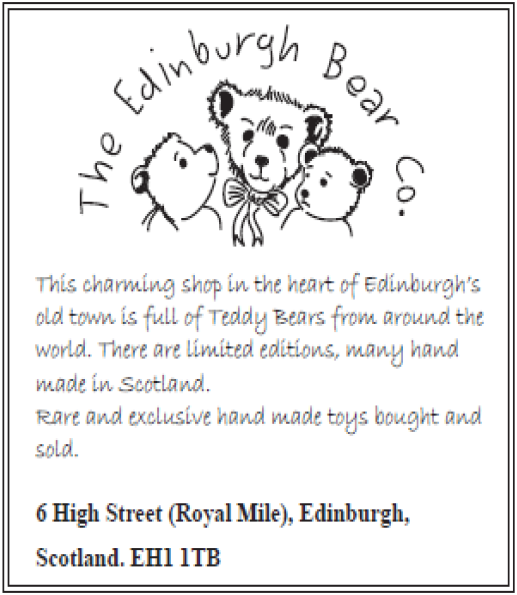 The Edinburgh Bear Co.
This charming shop in the heart of Edinburgh's
old town is full of Teddy Bears from around the
world. There are limited editions, many hand
made in Scotland.
Rare and exclusive hand made toys bought and
sold.
6 High Street (Royal Mile), Edinburgh,
Scotland. EH1 1TB